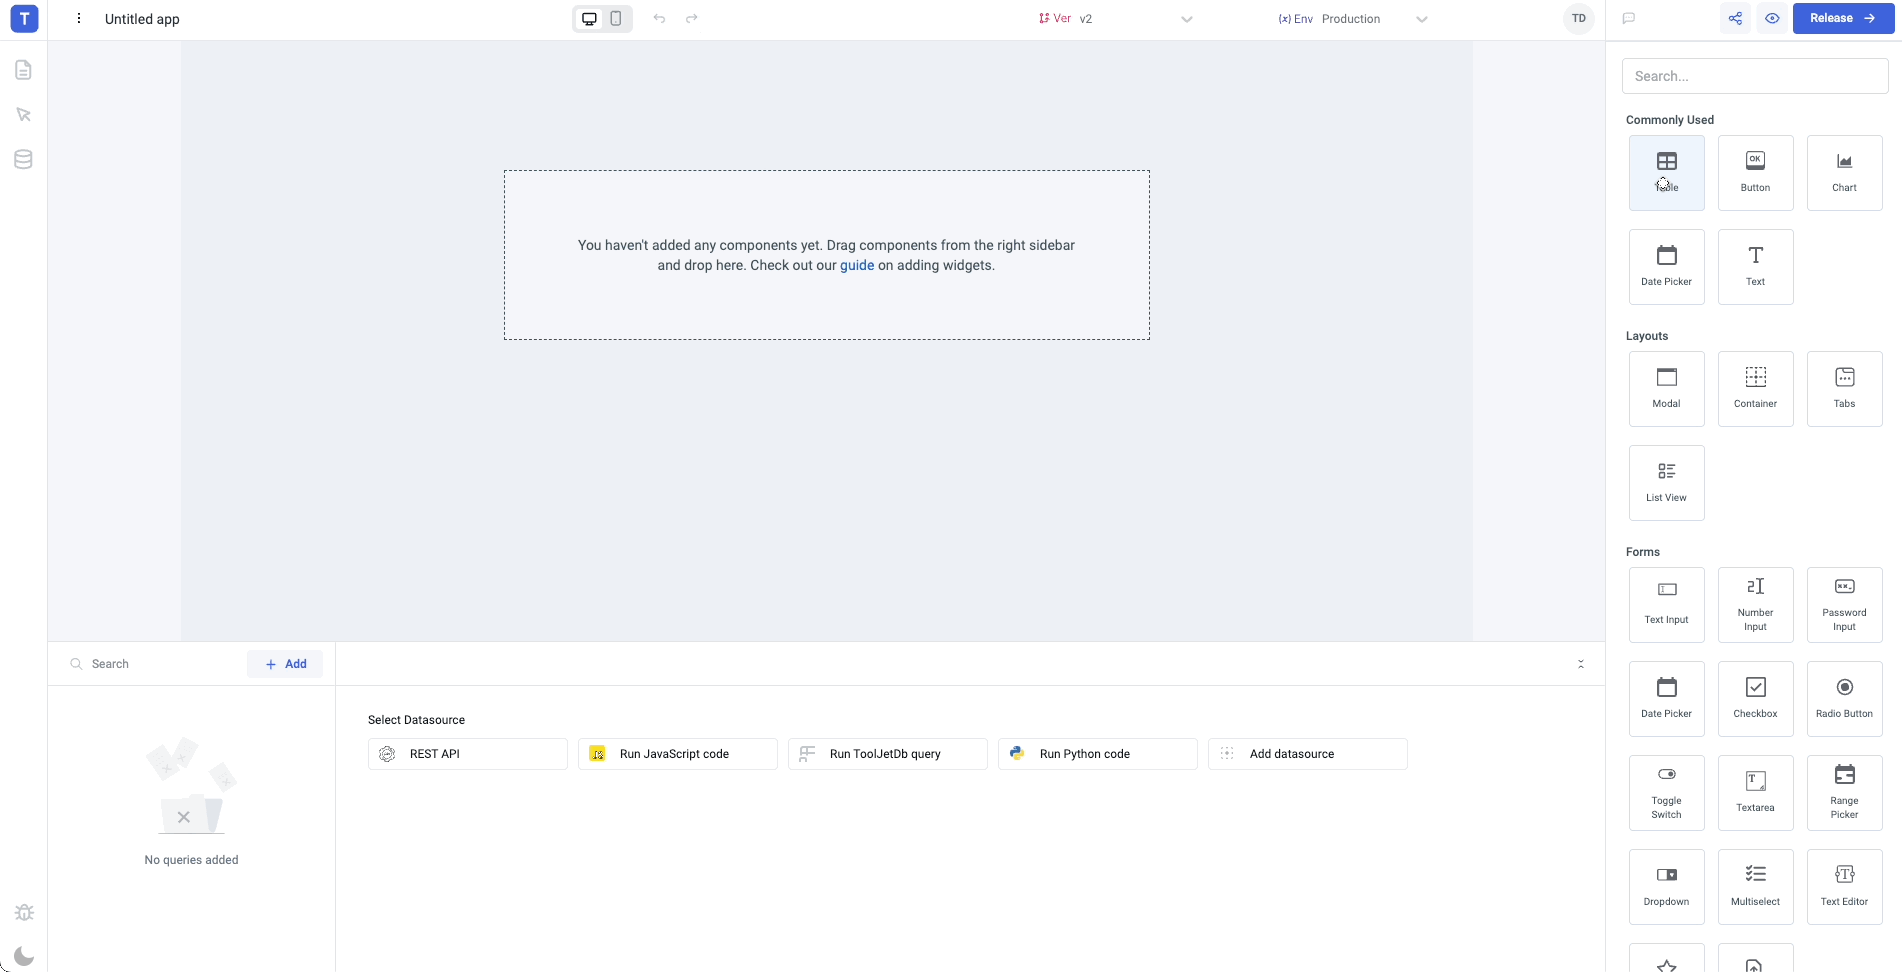 T
Untitled app
Ver v2
(x) Env Production
TD
Release
Search...
Commonly Used
OK
Button
Chart
Date Picker
Text
You haven't added any components yet. Drag components from the right sidebar
and drop here. Check out our guide on adding widgets.
Layouts
Modal
Container
Tabs
List View
Forms
Text Input
Number
Input
Password
Input
Date Picker
Checkbox
Radio Button
Toggle
Switch
Textarea
Range
Picker
Dropdown
Multiselect
Text Editor
Search
Add
No queries added
Select Datasource
REST API
Run JavaScript code
Run ToolJetDb query
Run Python code
Add datasource